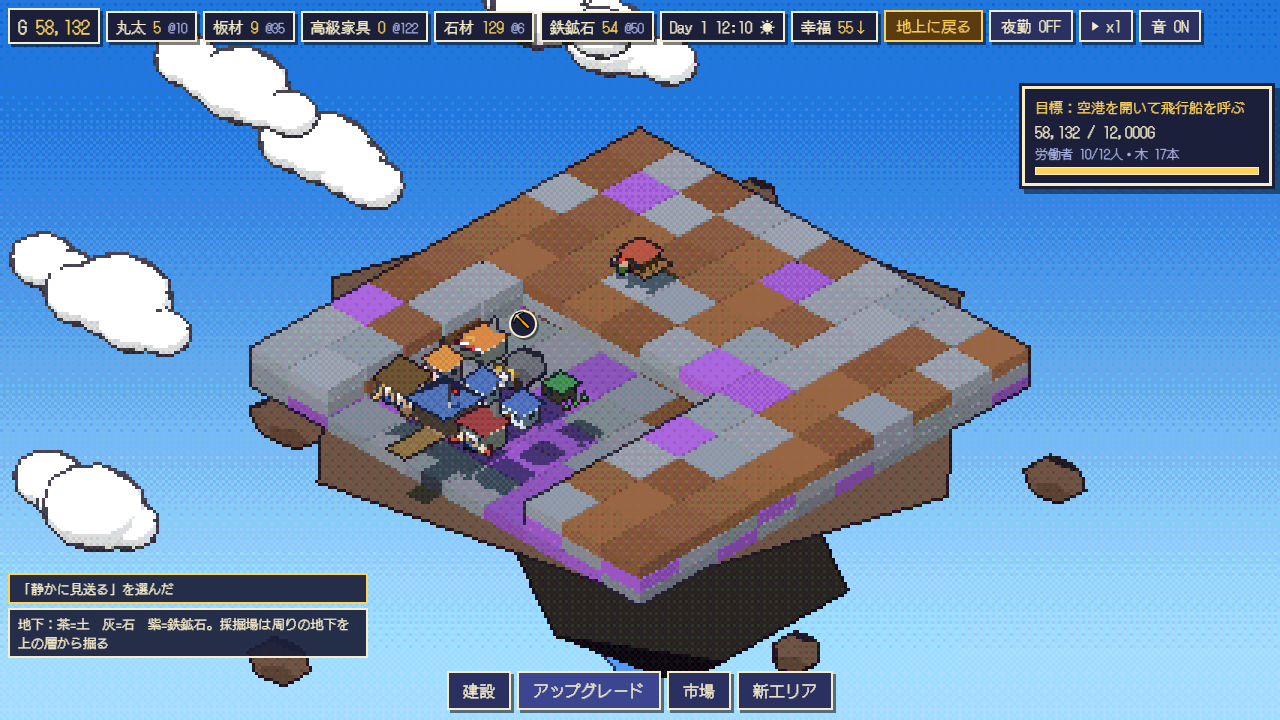 G 58,132
丸太 5 @10
板材 9 @35
高級家具 0 @122
石材 129 @6
鉄鉱石 54 @50
Day 1 12:10 ☀
幸福 55↓
地上に戻る
夜勤 OFF
▶ x1
音 ON
目標：空港を開いて飛行船を呼ぶ
58,132 / 12,000G
労働者 10/12人・木 17本
「静かに見送る」を選んだ
地下：茶=土　灰=石　紫=鉄鉱石。採掘場は周りの地下を
上の層から掘る
建設
アップグレード
市場
新エリア